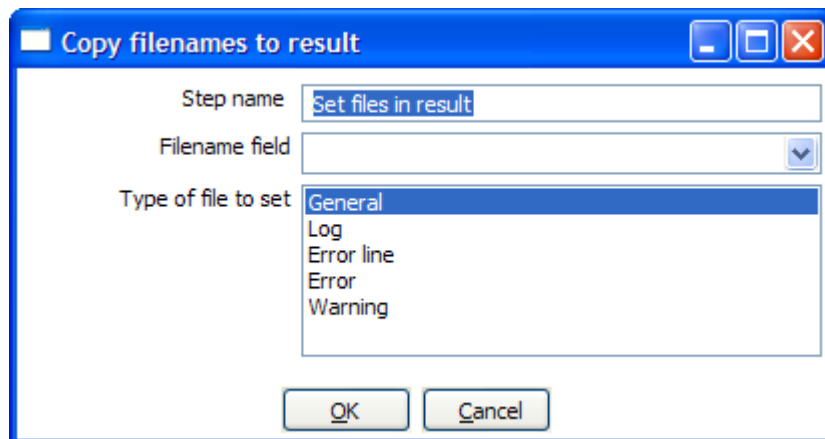 Copy filenames to result
Step name Set files in result
Filename field
Type of file to set General
Log
Error line
Error
Warning
OK Cancel